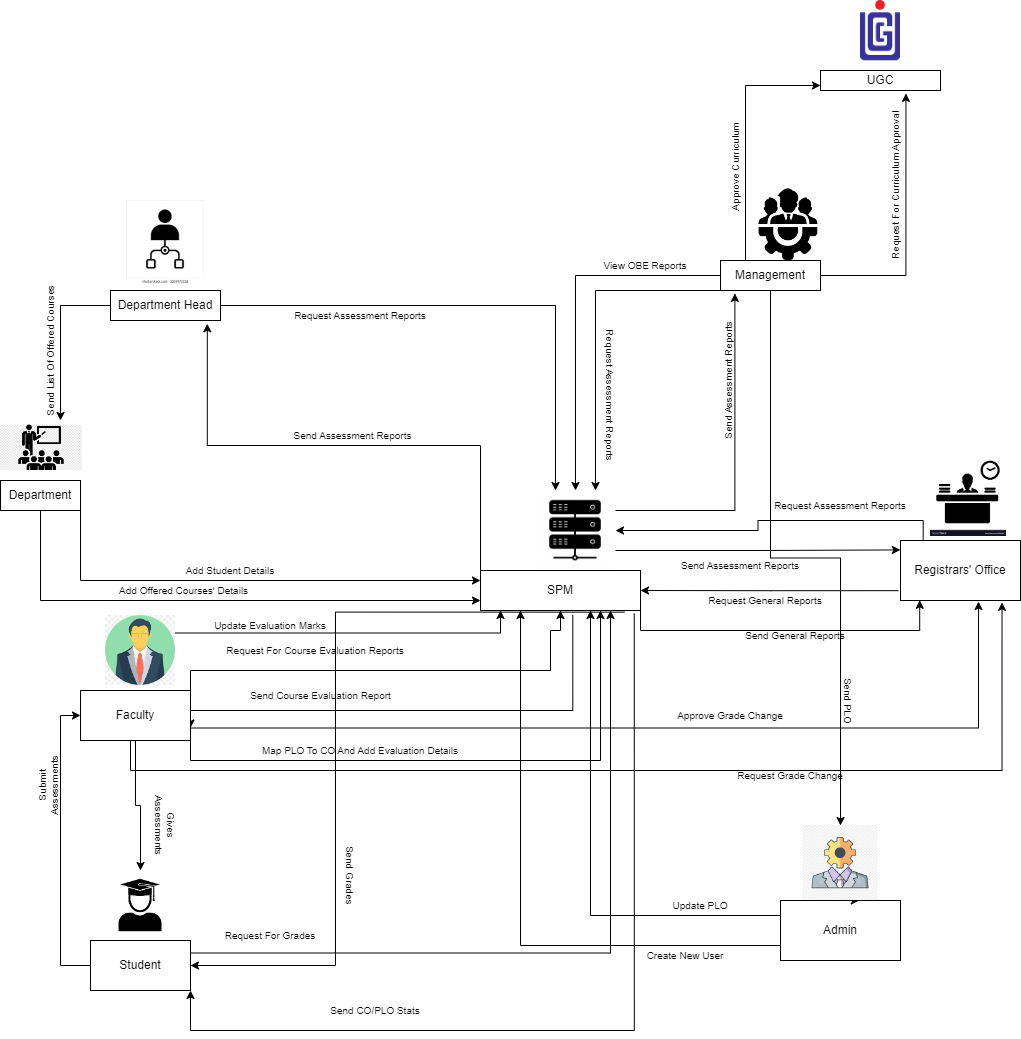 UGC
Approve Curriculum
Request For Curriculum Approval
Management
View OBE Reports
Department Head
Send List Of Offered Courses
Request Assessment Reports
Request Assessment Reports
Send Assessment Reports
Send Assessment Reports
Department
Request Assessment Reports
Send Assessment Reports
Registrars' Office
Add Student Details
Add Offered Courses' Details
SPM
Request General Reports
Send General Reports
Update Evaluation Marks
Request For Course Evaluation Reports
Send Course Evaluation Report
Faculty
Approve Grade Change
Send PLO
Map PLO To CO And Add Evaluation Details
Request Grade Change
Submit
Assessments
Gives
Assessments
Send Grades
Update PLO
Admin
Request For Grades
Create New User
Student
Send CO/PLO Stats